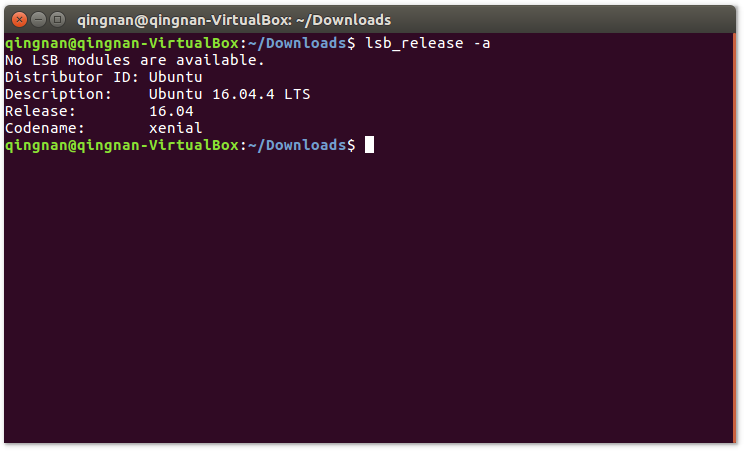 qingnan@qingnan-VirtualBox: ~/Downloads
qingnan@qingnan-VirtualBox:~/Downloads$ lsb_release -a
No LSB modules are available.
Distributor ID: Ubuntu
Description:    Ubuntu 16.04.4 LTS
Release:        16.04
Codename:       xenial
qingnan@qingnan-VirtualBox:~/Downloads$